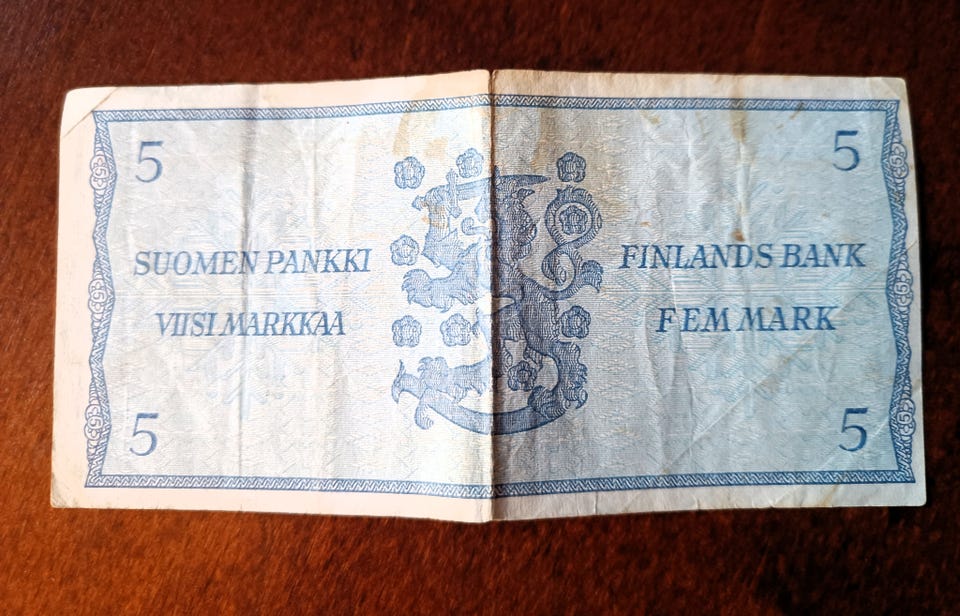 5
5
SUOMEN PANKKI
FINLANDS BANK
VIISI MARKKAA
FEM MARK
5
5